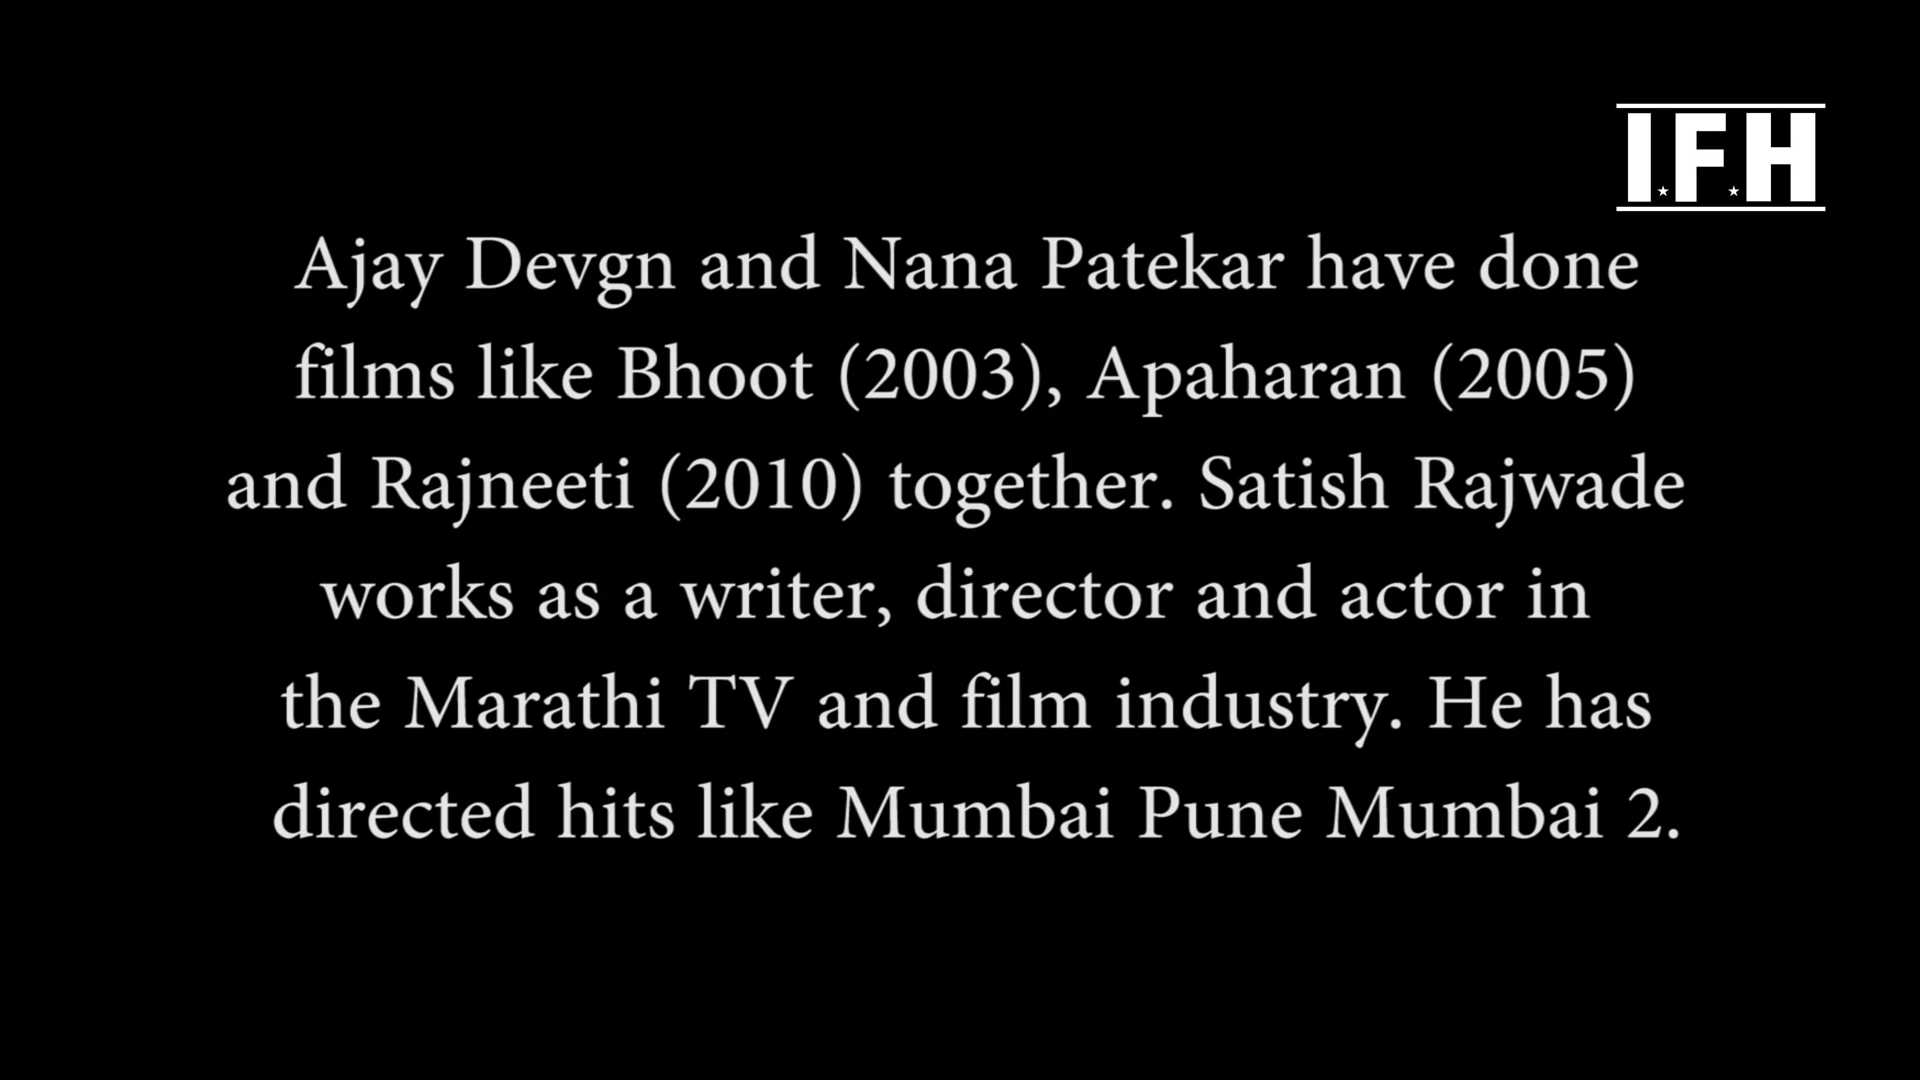 I.F.H
Ajay Devgn and Nana Patekar have done
films like Bhoot (2003), Apaharan (2005)
and Rajneeti (2010) together. Satish Rajwade
works as a writer, director and actor in
the Marathi TV and film industry. He has
directed hits like Mumbai Pune Mumbai 2.